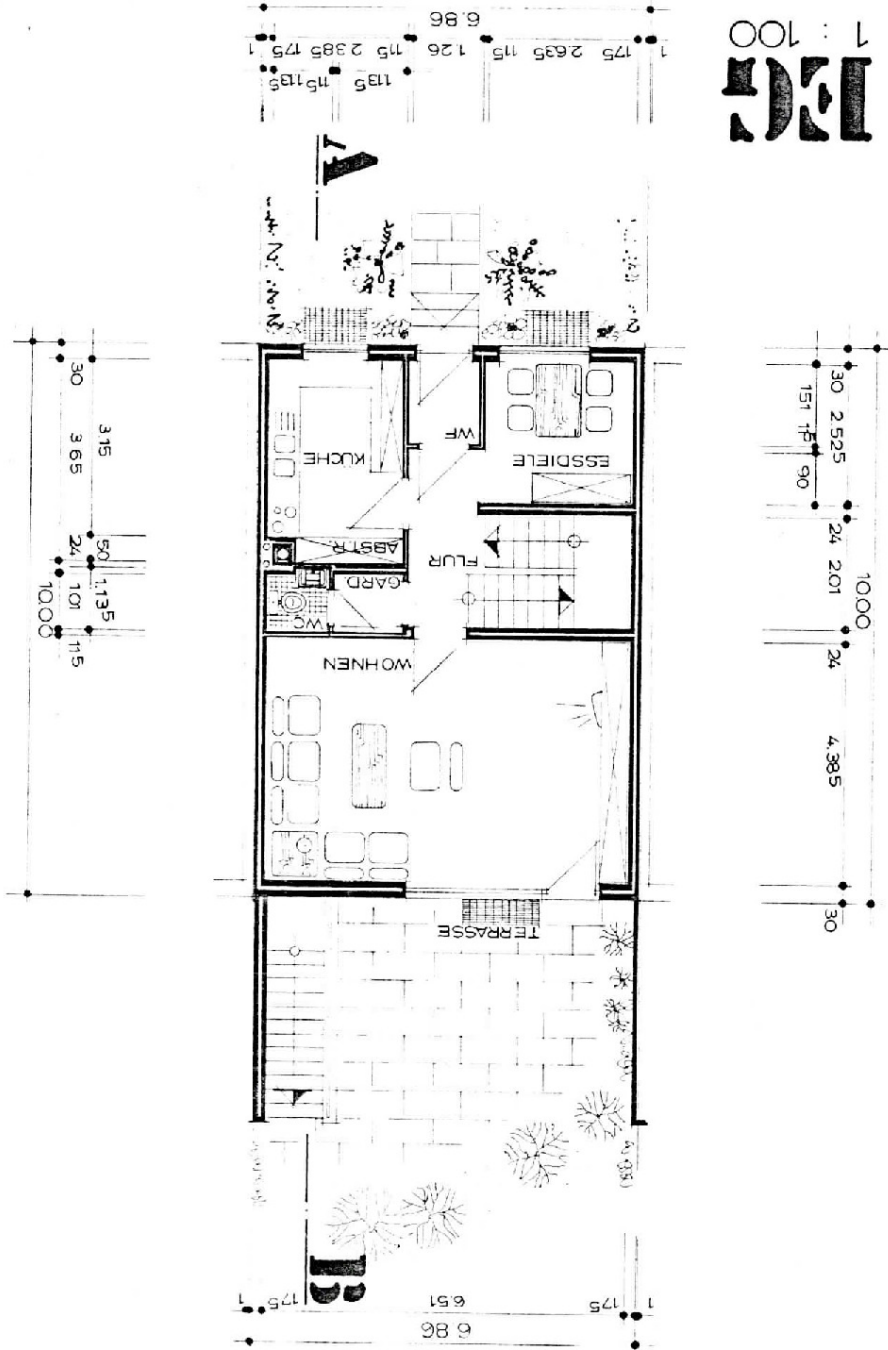 6.86
1 17⁵ 6.51 17⁵ 1
B
TERRASSE
WOHNEN
WC
GARD.
FLUR
ABSTR.
ESSDIELE
WF
KÜCHE
30 2.52⁵ 24 2.01 24 4.38⁵ 30
151 11⁵ 90
10.00
3.15 50 1.13⁵
30 3.65 24 1.01 11⁵
10.00
A
1.13⁵ 11⁵ 1.13⁵
1 17⁵ 2.63⁵ 11⁵ 1.26 11⁵ 2.38⁵ 17⁵ 1
6.86
EG
1 : 100